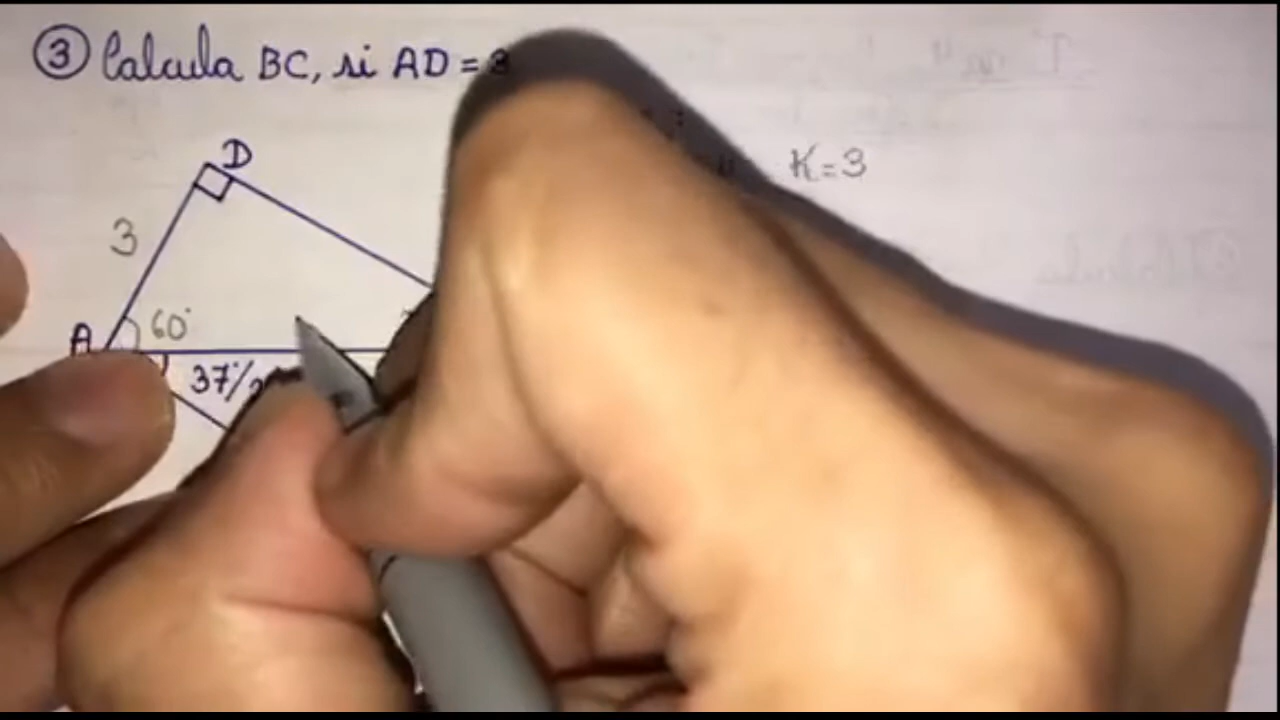 ③ Calcula BC, si AD = 3
K=3
D
3
A 60°
37°/2